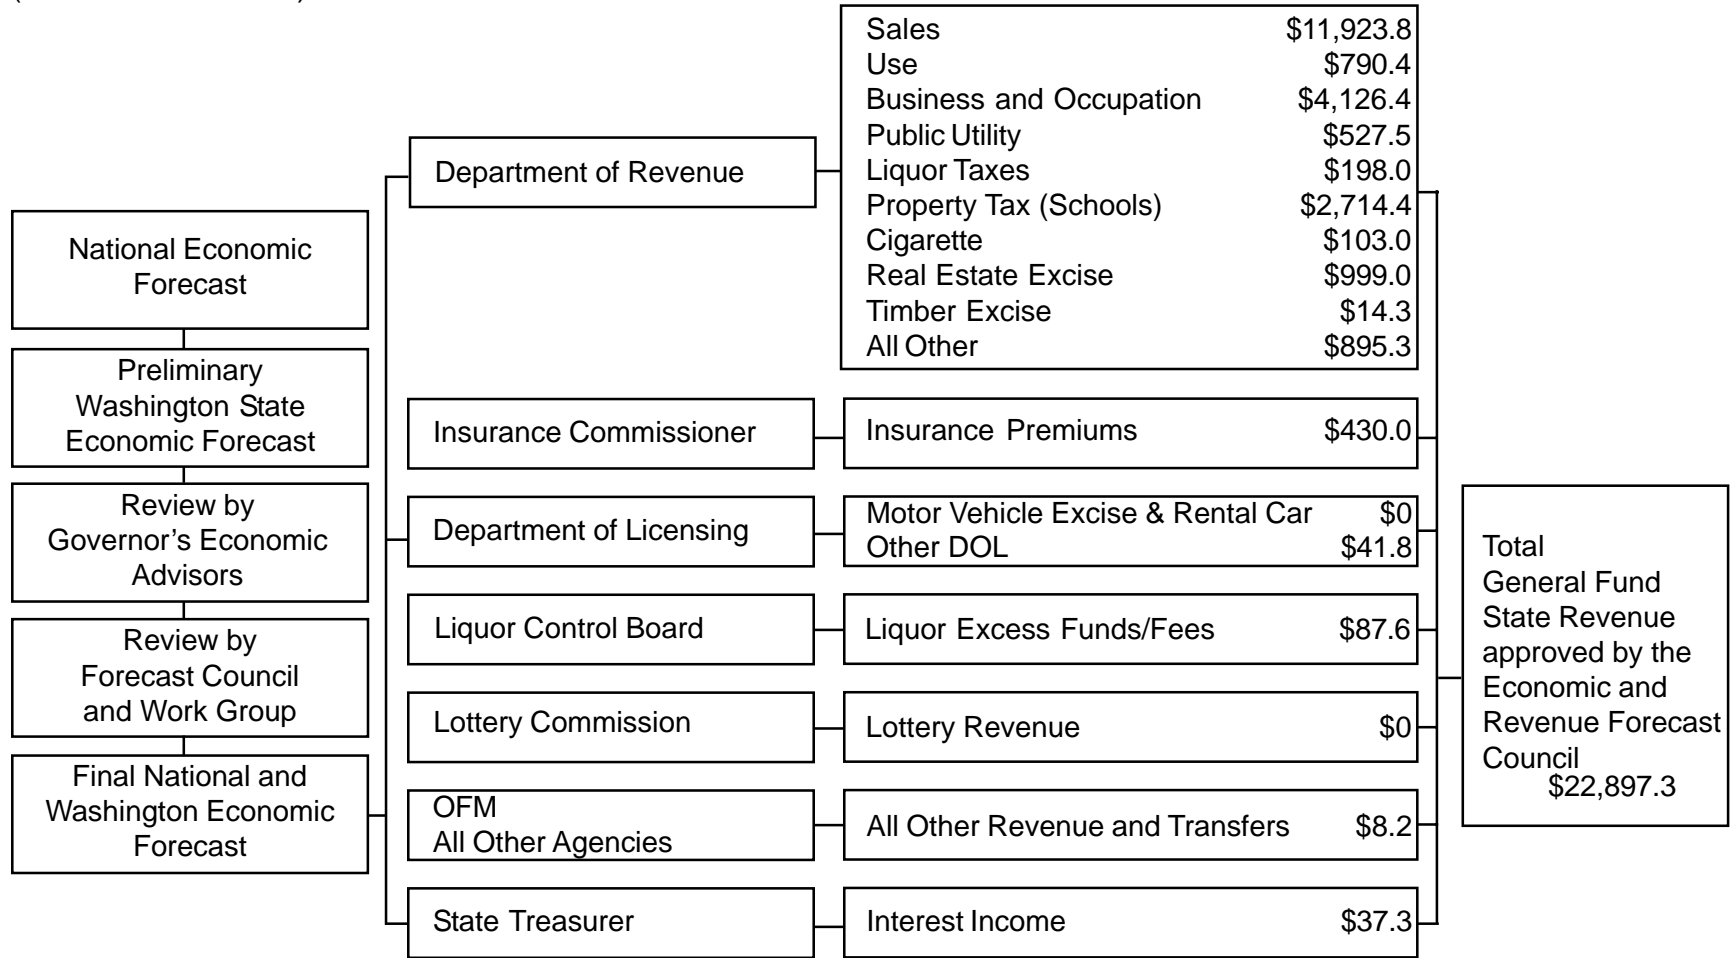 National Economic
Forecast
Preliminary
Washington State
Economic Forecast
Review by
Governor’s Economic
Advisors
Review by
Forecast Council
and Work Group
Final National and
Washington Economic
Forecast
Department of Revenue
Sales $11,923.8
Use $790.4
Business and Occupation $4,126.4
Public Utility $527.5
Liquor Taxes $198.0
Property Tax (Schools) $2,714.4
Cigarette $103.0
Real Estate Excise $999.0
Timber Excise $14.3
All Other $895.3
Insurance Commissioner
Insurance Premiums $430.0
Department of Licensing
Motor Vehicle Excise & Rental Car $0
Other DOL $41.8
Liquor Control Board
Liquor Excess Funds/Fees $87.6
Lottery Commission
Lottery Revenue $0
OFM
All Other Agencies
All Other Revenue and Transfers $8.2
State Treasurer
Interest Income $37.3
Total
General Fund
State Revenue
approved by the
Economic and
Revenue Forecast
Council
$22,897.3